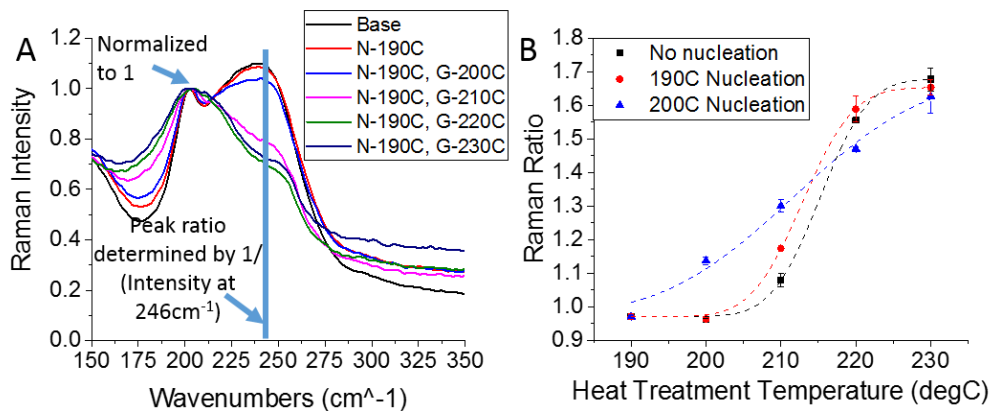 A
Normalized
to 1
Base
N-190C
N-190C, G-200C
N-190C, G-210C
N-190C, G-220C
N-190C, G-230C
Peak ratio
determined by 1/
(Intensity at
246cm⁻¹)
Raman Intensity
1.2
1.0
0.8
0.6
0.4
0.2
0.0
150 175 200 225 250 275 300 325 350
Wavenumbers (cm^-1)
B
No nucleation
190C Nucleation
200C Nucleation
Raman Ratio
1.8
1.7
1.6
1.5
1.4
1.3
1.2
1.1
1.0
0.9
190 200 210 220 230
Heat Treatment Temperature (degC)